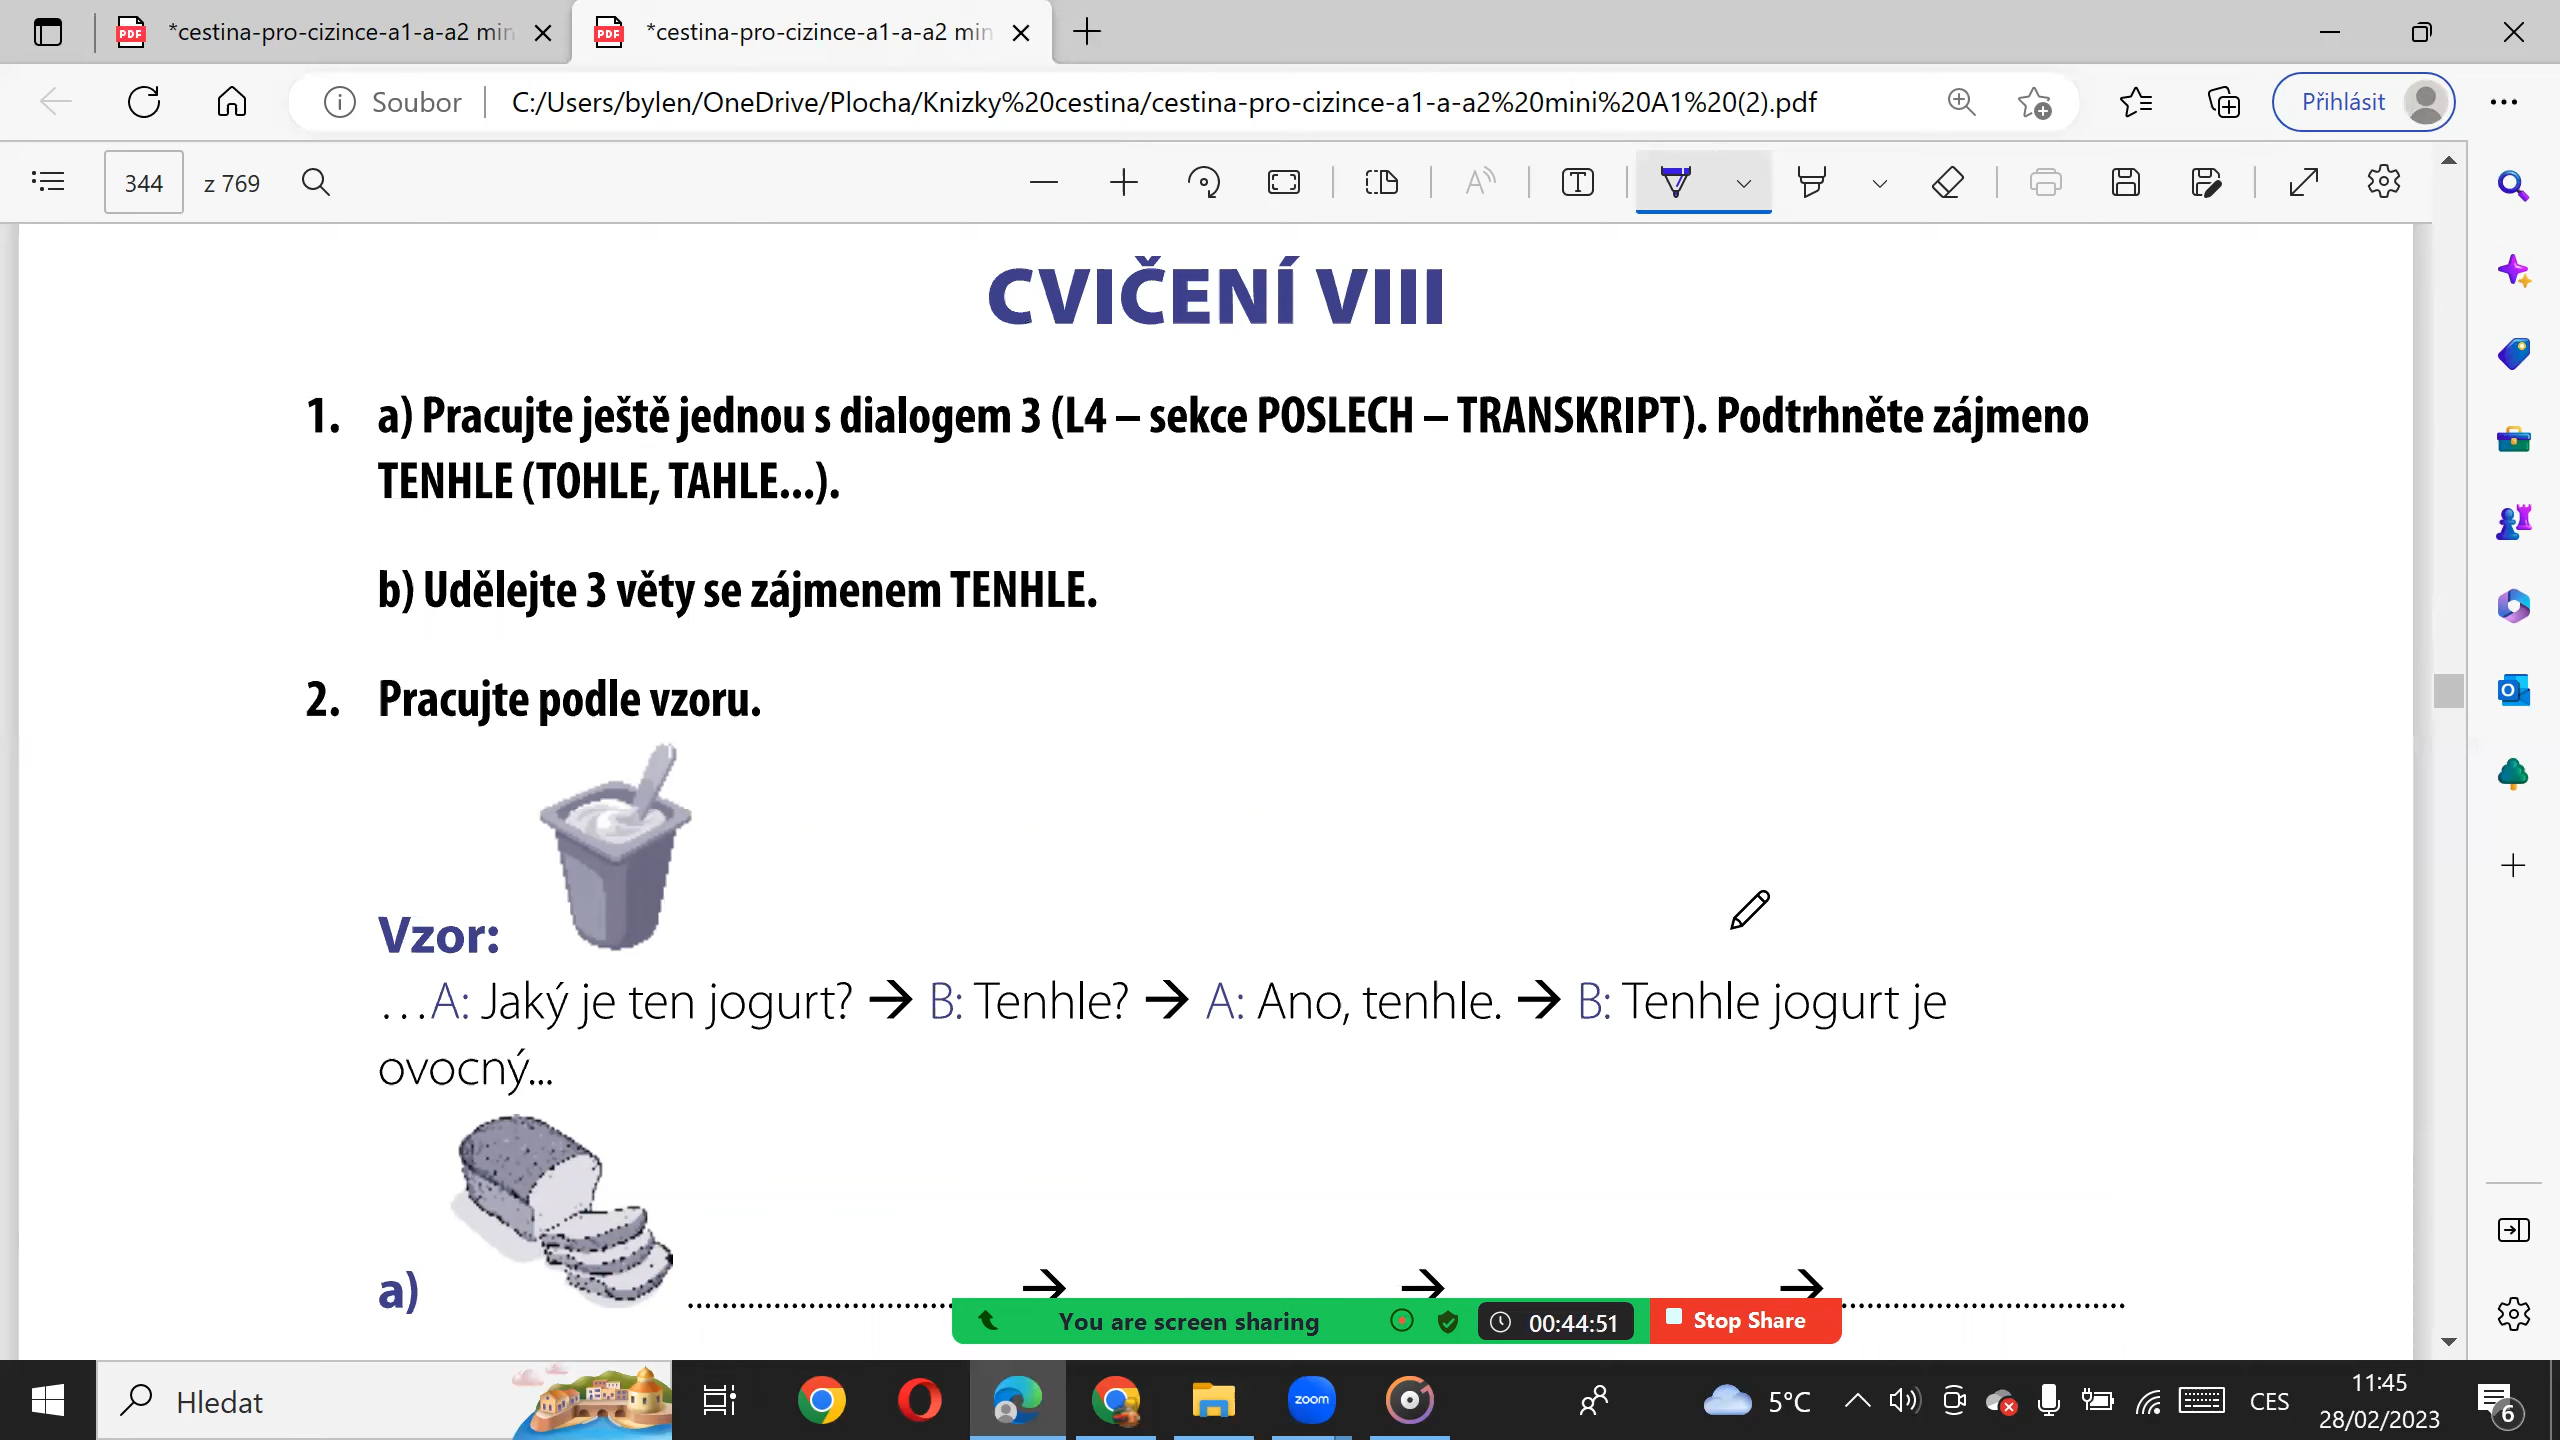 *cestina-pro-cizince-a1-a-a2 min
*cestina-pro-cizince-a1-a-a2 min
Soubor
C:/Users/bylen/OneDrive/Plocha/Knizky%20cestina/cestina-pro-cizince-a1-a-a2%20mini%20A1%20(2).pdf
Přihlásit
344 z 769
CVIČENÍ VIII
1. a) Pracujte ještě jednou s dialogem 3 (L4 – sekce POSLECH – TRANSKRIPT). Podtrhněte zájmeno
TENHLE (TOHLE, TAHLE...).
b) Udělejte 3 věty se zájmenem TENHLE.
2. Pracujte podle vzoru.
Vzor:
…A: Jaký je ten jogurt? → B: Tenhle? → A: Ano, tenhle. → B: Tenhle jogurt je
ovocný...
a) .............................. → → → ..............................
You are screen sharing 00:44:51 Stop Share
Hledat
zoom
5°C
CES
11:45
28/02/2023
6